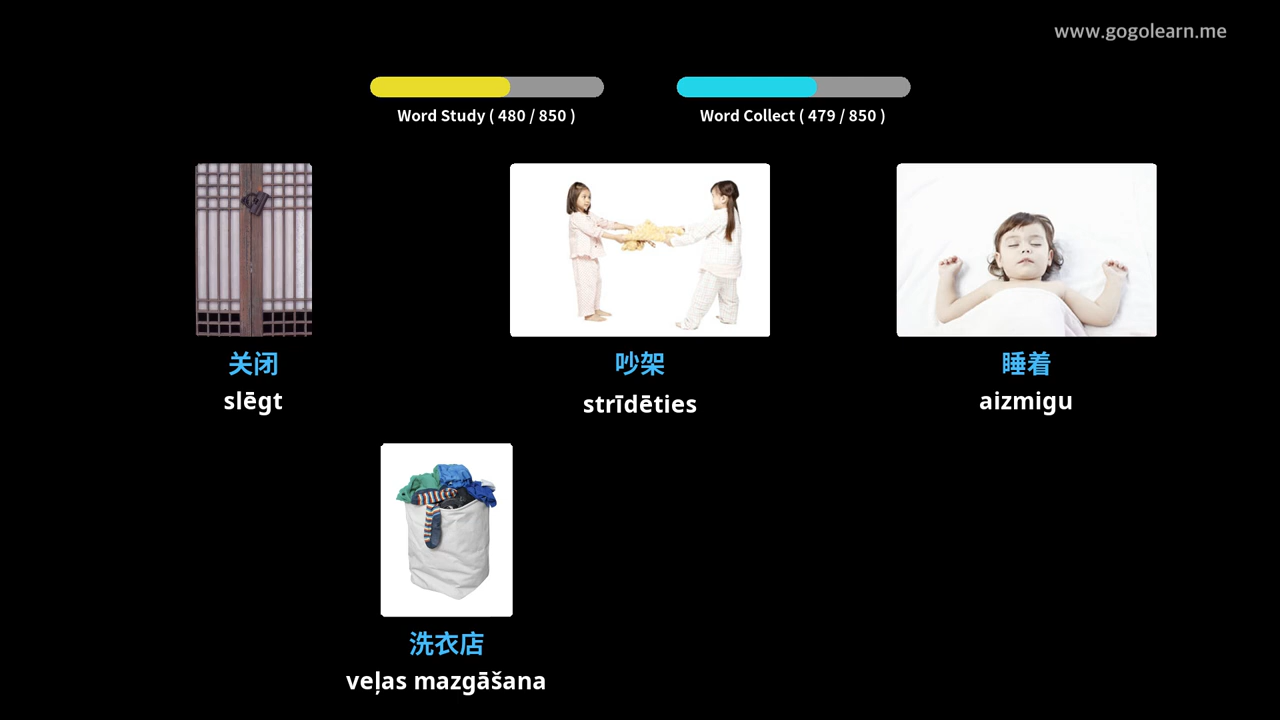 www.gogolearn.me
Word Study ( 480 / 850 )
Word Collect ( 479 / 850 )
关闭
slēgt
吵架
strīdēties
睡着
aizmigu
洗衣店
veļas mazgāšana